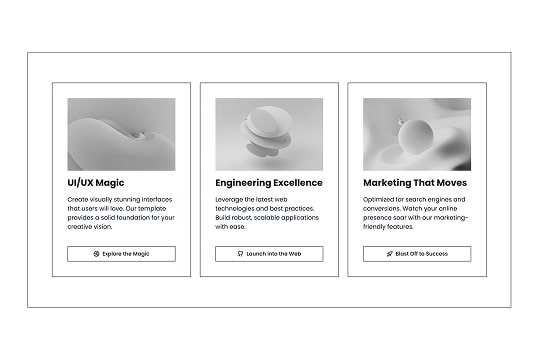 UI/UX Magic
Create visually stunning interfaces
that users will love. Our template
provides a solid foundation for your
creative vision.
Explore the Magic
Engineering Excellence
Leverage the latest web
technologies and best practices.
Build robust, scalable applications
with ease.
Launch into the Web
Marketing That Moves
Optimized for search engines and
conversions. Watch your online
presence soar with our marketing-
friendly features.
Blast Off to Success